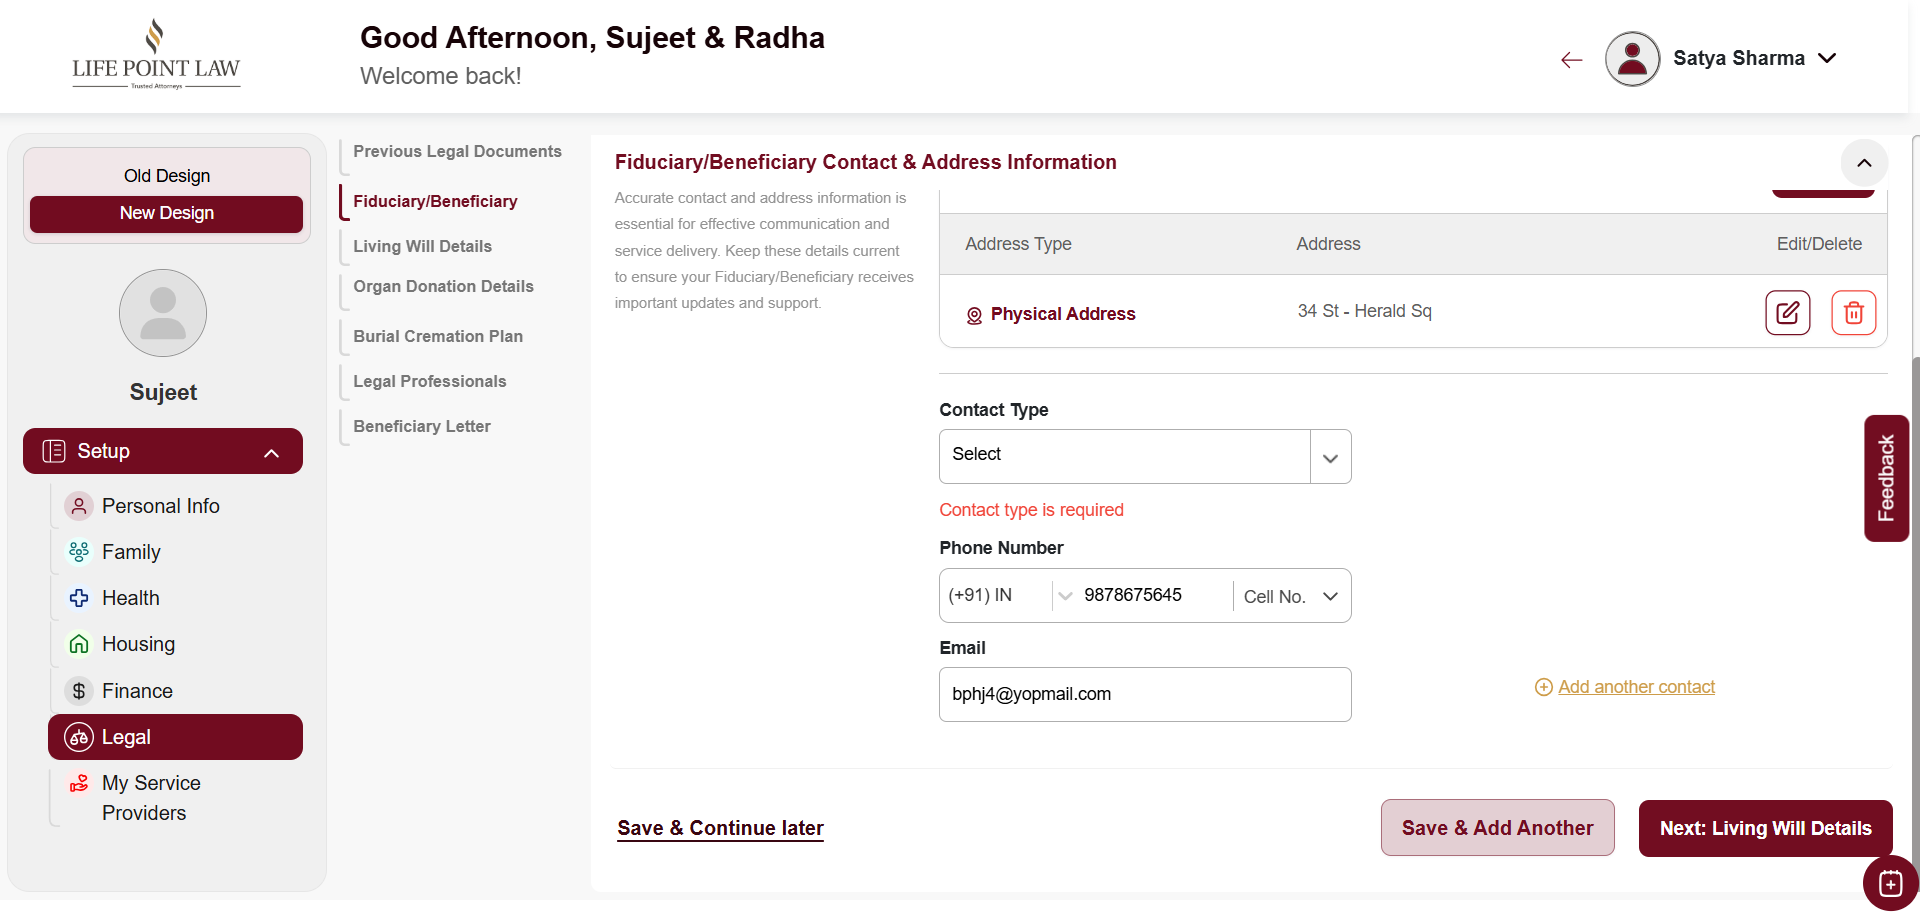 LIFE POINT LAW
Trusted Attorneys
Good Afternoon, Sujeet & Radha
Welcome back!
Satya Sharma
Old Design
New Design
Sujeet
Setup
Personal Info
Family
Health
Housing
Finance
Legal
My Service
Providers
Previous Legal Documents
Fiduciary/Beneficiary
Living Will Details
Organ Donation Details
Burial Cremation Plan
Legal Professionals
Beneficiary Letter
Fiduciary/Beneficiary Contact & Address Information
Accurate contact and address information is
essential for effective communication and
service delivery. Keep these details current
to ensure your Fiduciary/Beneficiary receives
important updates and support.
Address Type Address Edit/Delete
Physical Address 34 St - Herald Sq
Contact Type
Select
Contact type is required
Phone Number
(+91) IN 9878675645 Cell No.
Email
bphj4@yopmail.com
Add another contact
Save & Continue later
Save & Add Another
Next: Living Will Details
Feedback